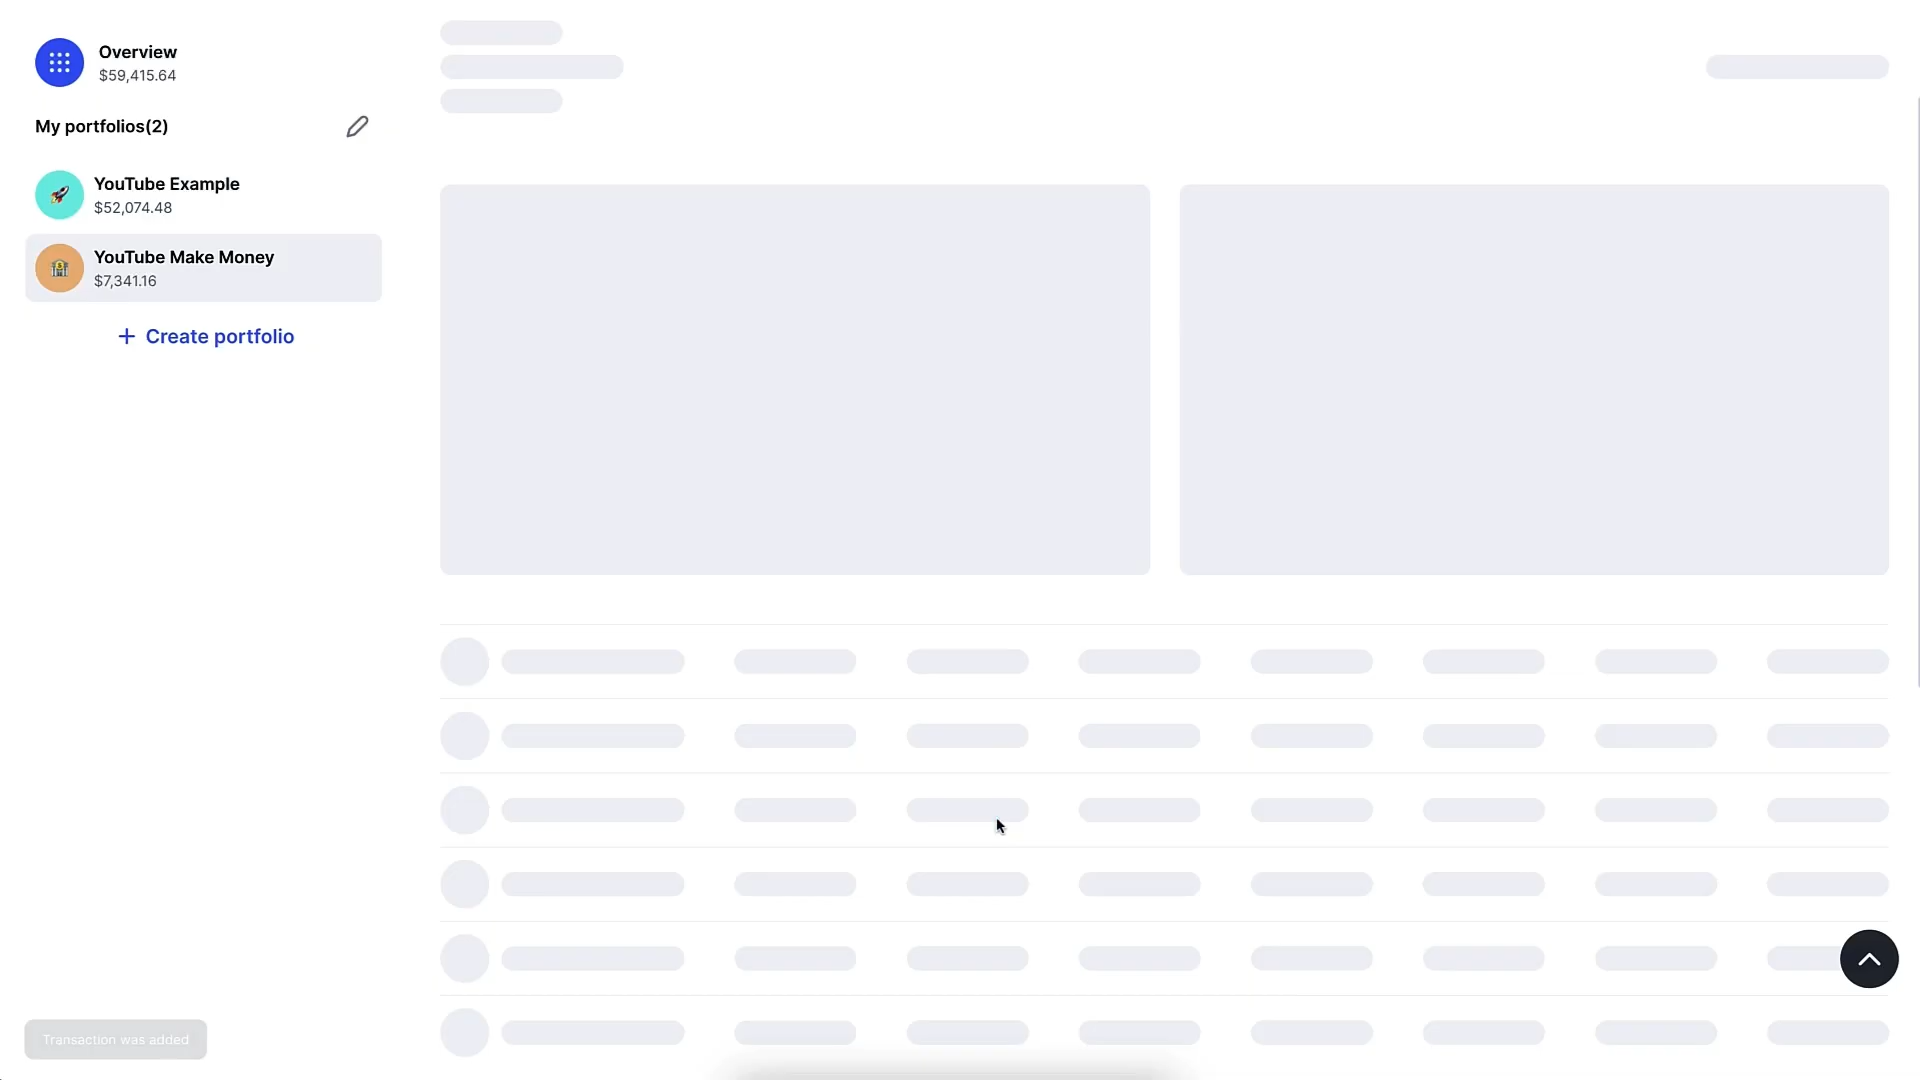 Overview
$59,415.64
My portfolios(2)
YouTube Example
$52,074.48
YouTube Make Money
$7,341.16
+ Create portfolio
Transaction was added